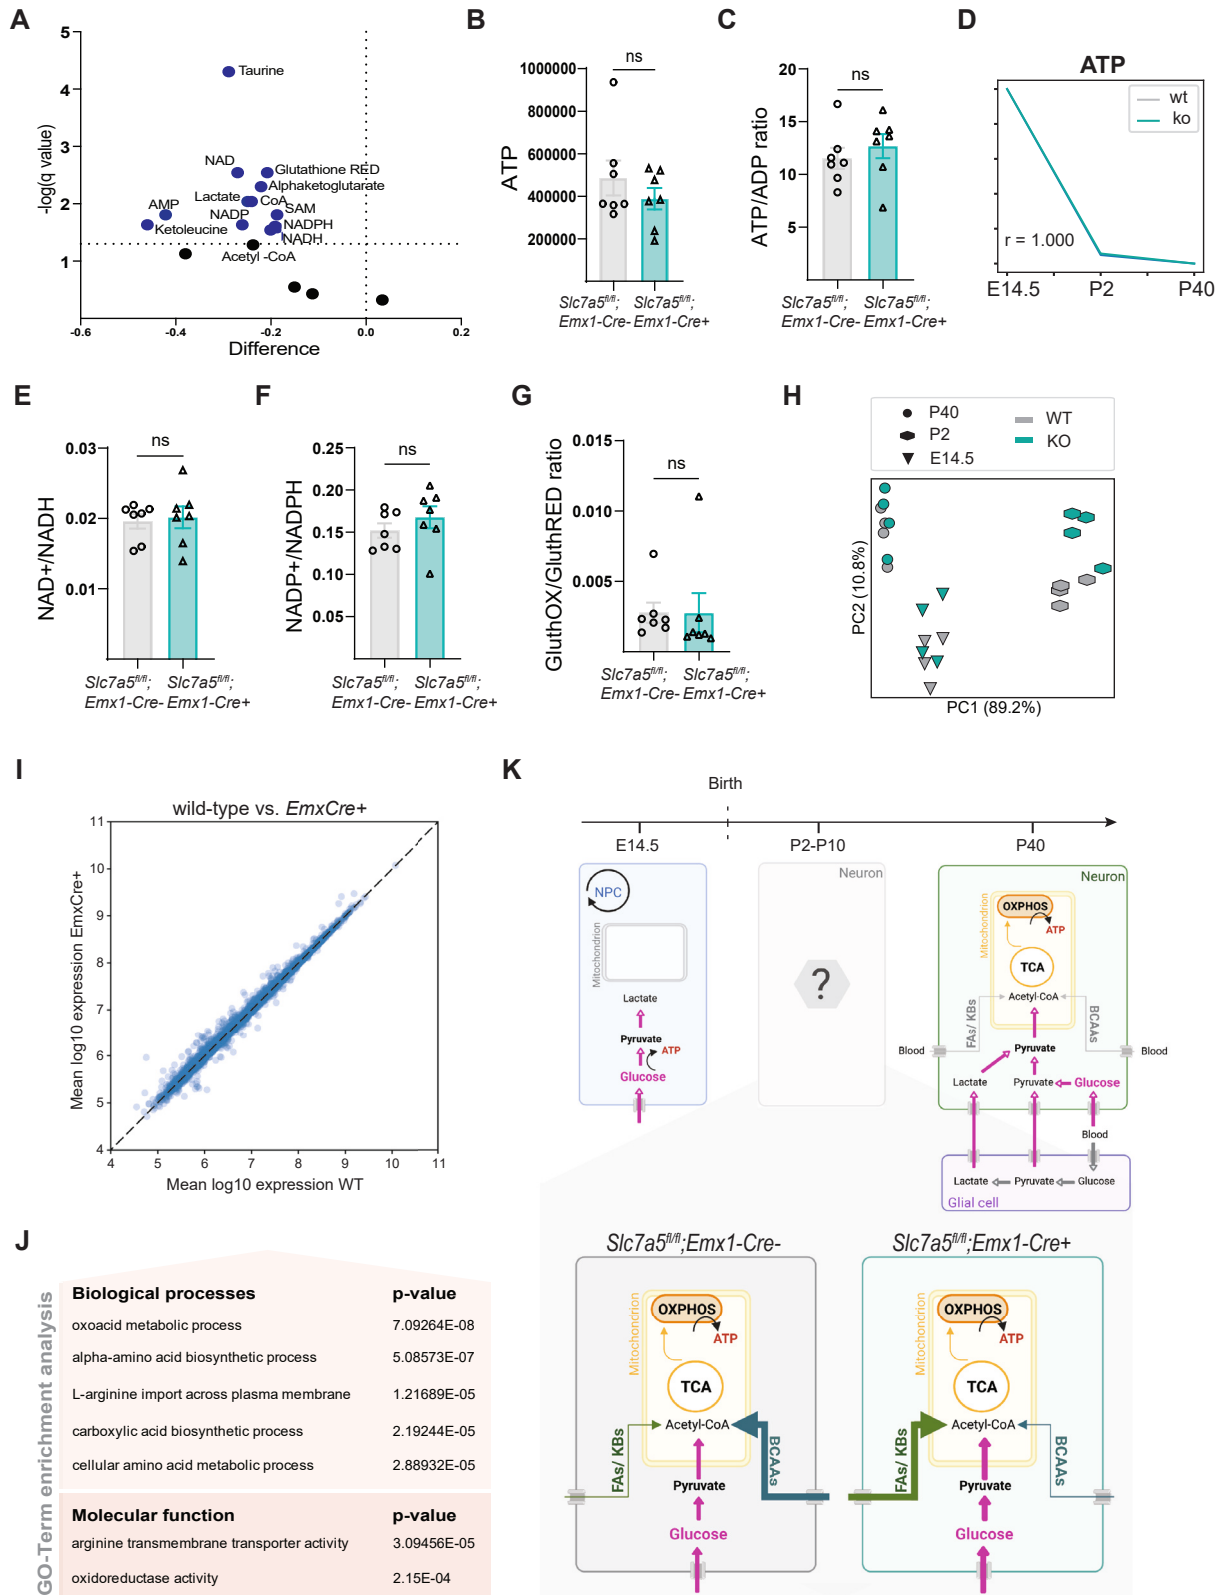 A
5
4
3
2
1
-log(q value)
Taurine
NAD
Glutathione RED
Alphaketoglutarate
Lactate
CoA
AMP
SAM
NADP
NADPH
Ketoleucine
NADH
Acetyl -CoA
-0.6
-0.4
-0.2
0.0
0.2
Difference
B
ns
1000000
800000
600000
400000
200000
ATP
Slc7a5fl/fl; Slc7a5fl/fl;
Emx1-Cre- Emx1-Cre+
C
ns
20
15
10
5
ATP/ADP ratio
Slc7a5fl/fl; Slc7a5fl/fl;
Emx1-Cre- Emx1-Cre+
D
ATP
wt
ko
r = 1.000
E14.5
P2
P40
E
ns
0.03
0.02
0.01
NAD+/NADH
Slc7a5fl/fl; Slc7a5fl/fl;
Emx1-Cre- Emx1-Cre+
F
ns
0.25
0.20
0.15
0.10
0.05
NADP+/NADPH
Slc7a5fl/fl; Slc7a5fl/fl;
Emx1-Cre- Emx1-Cre+
G
ns
0.015
0.010
0.005
GluthOX/GluthRED ratio
Slc7a5fl/fl; Slc7a5fl/fl;
Emx1-Cre- Emx1-Cre+
H
P40
P2
E14.5
WT
KO
PC2 (10.8%)
PC1 (89.2%)
I
wild-type vs. EmxCre+
11
10
9
8
7
6
5
4
Mean log10 expression EmxCre+
4
5
6
7
8
9
10
11
Mean log10 expression WT
J
GO-Term enrichment analysis
Biological processes p-value
oxoacid metabolic process 7.09264E-08
alpha-amino acid biosynthetic process 5.08573E-07
L-arginine import across plasma membrane 1.21689E-05
carboxylic acid biosynthetic process 2.19244E-05
cellular amino acid metabolic process 2.88932E-05
Molecular function p-value
arginine transmembrane transporter activity 3.09456E-05
oxidoreductase activity 2.15E-04
K
Birth
E14.5
P2-P10
P40
NPC
Mitochondrion
Lactate
Pyruvate
ATP
Glucose
Neuron
?
Neuron
Mitochondrion
OXPHOS
ATP
TCA
Acetyl-CoA
FAs/ KBs
BCAAs
Blood
Blood
Pyruvate
Lactate
Pyruvate
Glucose
Blood
Lactate
Pyruvate
Glucose
Glial cell
Slc7a5fl/fl;Emx1-Cre-
Mitochondrion
OXPHOS
ATP
TCA
Acetyl-CoA
FAs/ KBs
BCAAs
Pyruvate
Glucose
Slc7a5fl/fl;Emx1-Cre+
Mitochondrion
OXPHOS
ATP
TCA
Acetyl-CoA
FAs/ KBs
BCAAs
Pyruvate
Glucose